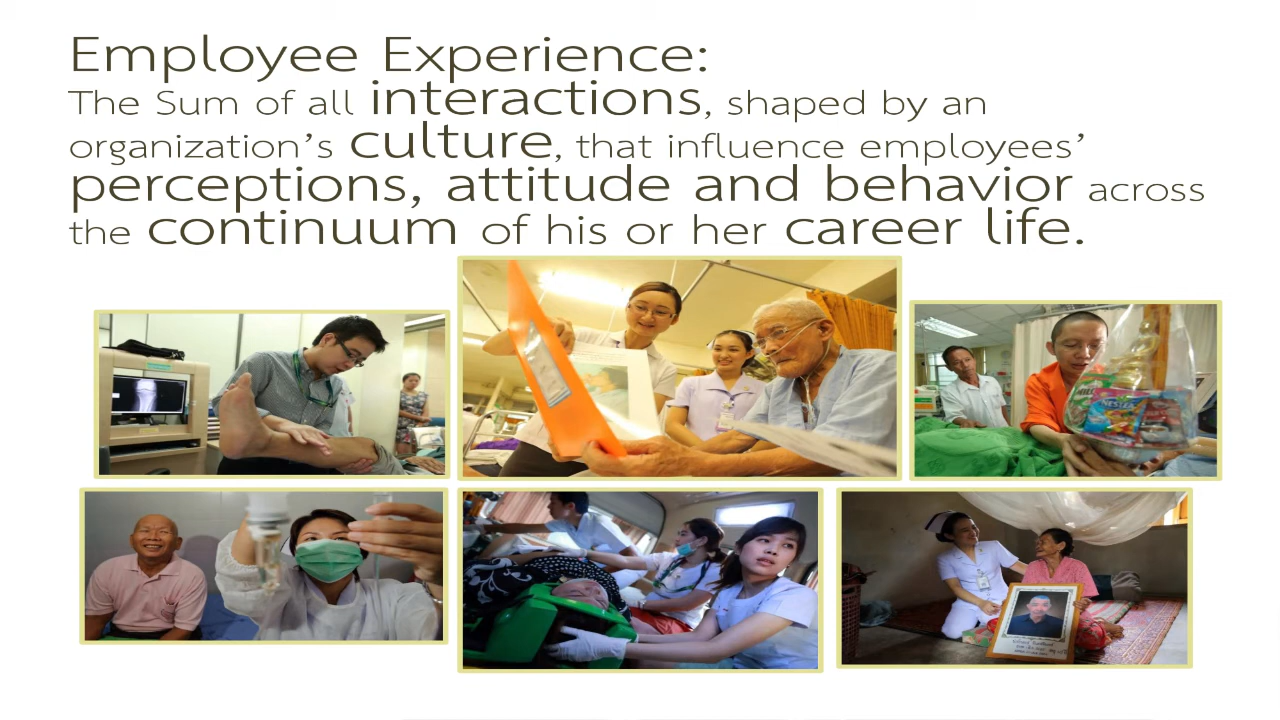 Employee Experience:
The Sum of all interactions, shaped by an
organization’s culture, that influence employees’
perceptions, attitude and behavior across
the continuum of his or her career life.